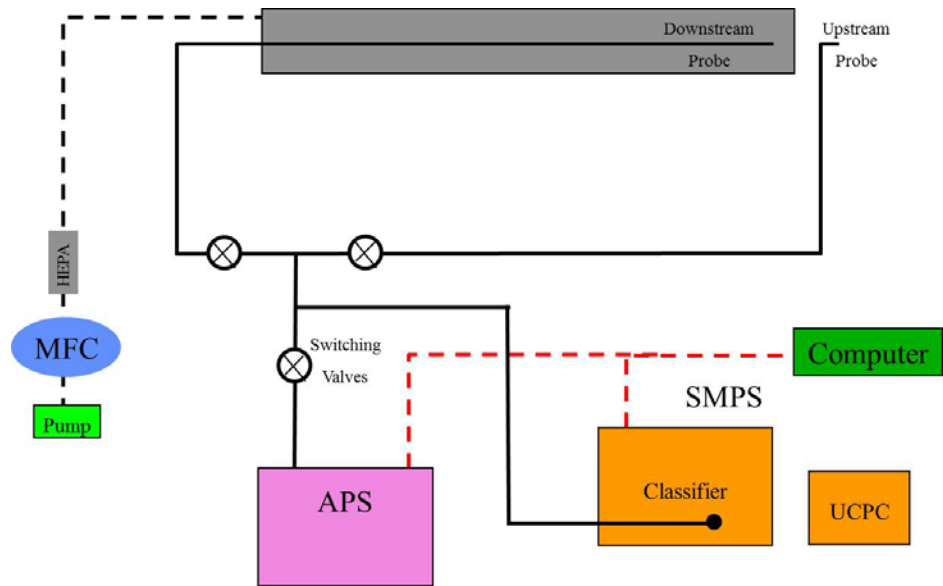 Downstream
Probe
Upstream
Probe
HEPA
MFC
Pump
Switching
Valves
Computer
SMPS
APS
Classifier
UCPC